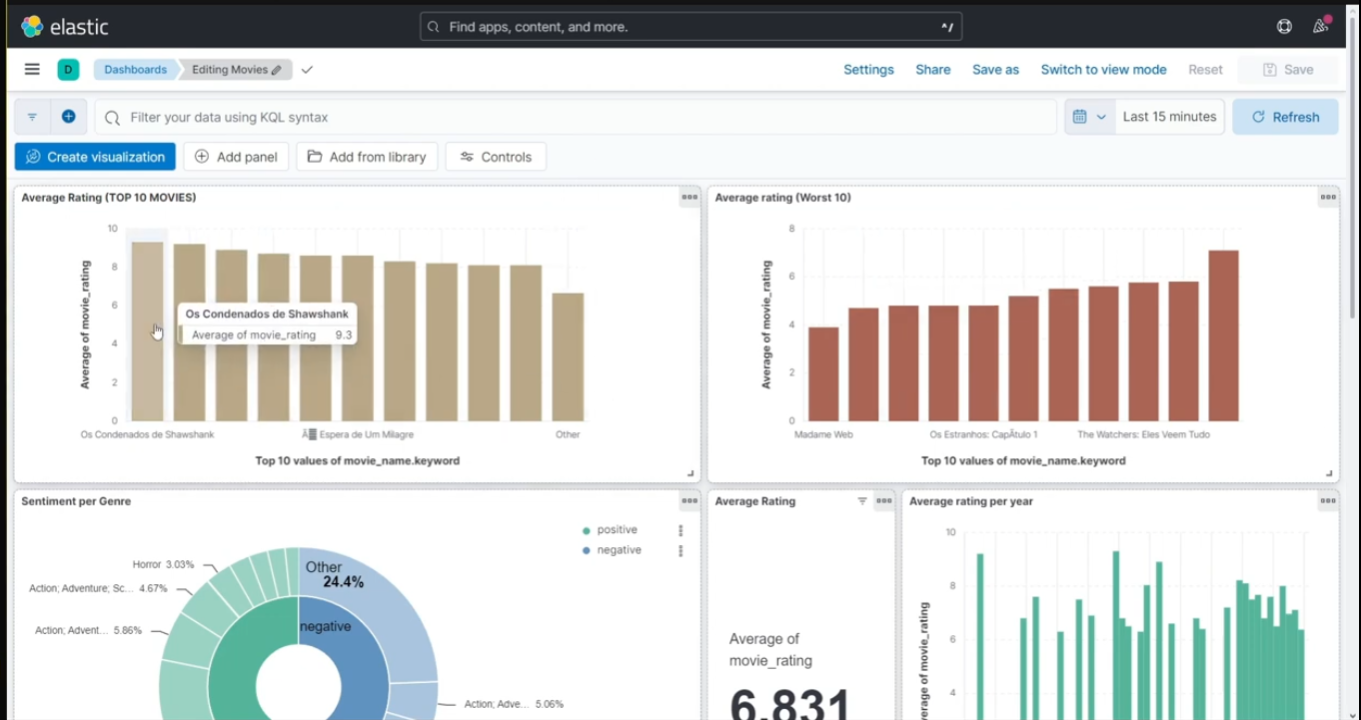 elastic
Find apps, content, and more.
^/
D
Dashboards
Editing Movies
Settings
Share
Save as
Switch to view mode
Reset
Save
Filter your data using KQL syntax
Last 15 minutes
Refresh
Create visualization
Add panel
Add from library
Controls
Average Rating (TOP 10 MOVIES)
Average of movie_rating
10
8
6
4
2
0
Os Condenados de Shawshank
Average of movie_rating 9.3
Os Condenados de Shawshank
Espera de Um Milagre
Other
Top 10 values of movie_name.keyword
Average rating (Worst 10)
Average of movie_rating
8
6
4
2
0
Madame Web
Os Estranhos: CapÃtulo 1
The Watchers: Eles Veem Tudo
Top 10 values of movie_name.keyword
Sentiment per Genre
positive
negative
Horror 3.03%
Action; Adventure; Sc... 4.67%
Action; Advent... 5.86%
Other
24.4%
negative
Action; Adve... 5.06%
Average Rating
Average of
movie_rating
6.831
Average rating per year
10
8
6
4
verage of movie_rating